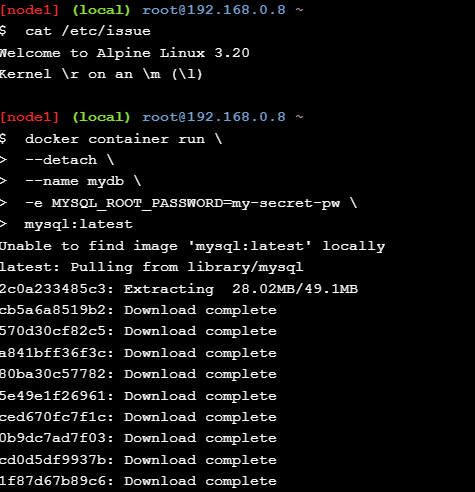 [node1] (local) root@192.168.0.8 ~
$ cat /etc/issue
Welcome to Alpine Linux 3.20
Kernel \r on an \m (\l)
[node1] (local) root@192.168.0.8 ~
$ docker container run \
> --detach \
> --name mydb \
> -e MYSQL_ROOT_PASSWORD=my-secret-pw \
> mysql:latest
Unable to find image 'mysql:latest' locally
latest: Pulling from library/mysql
2c0a233485c3: Extracting 28.02MB/49.1MB
cb5a6a8519b2: Download complete
570d30cf82c5: Download complete
a841bff36f3c: Download complete
80ba30c57782: Download complete
5e49e1f26961: Download complete
ced670fc7f1c: Download complete
0b9dc7ad7f03: Download complete
cd0d5df9937b: Download complete
1f87d67b89c6: Download complete